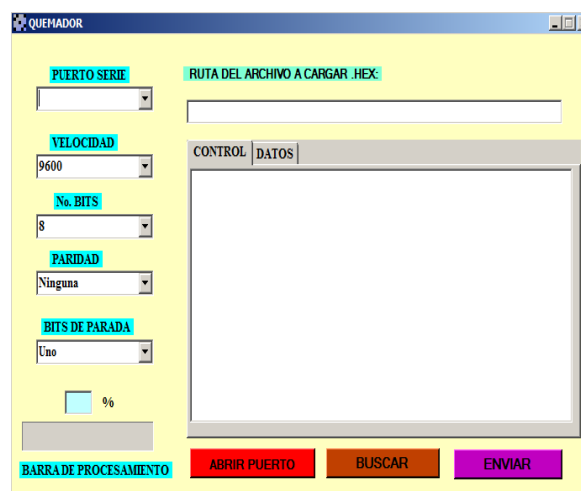 QUEMADOR
PUERTO SERIE
RUTA DEL ARCHIVO A CARGAR .HEX:
VELOCIDAD
9600
CONTROL DATOS
No. BITS
8
PARIDAD
Ninguna
BITS DE PARADA
Uno
%
BARRA DE PROCESAMIENTO
ABRIR PUERTO BUSCAR ENVIAR